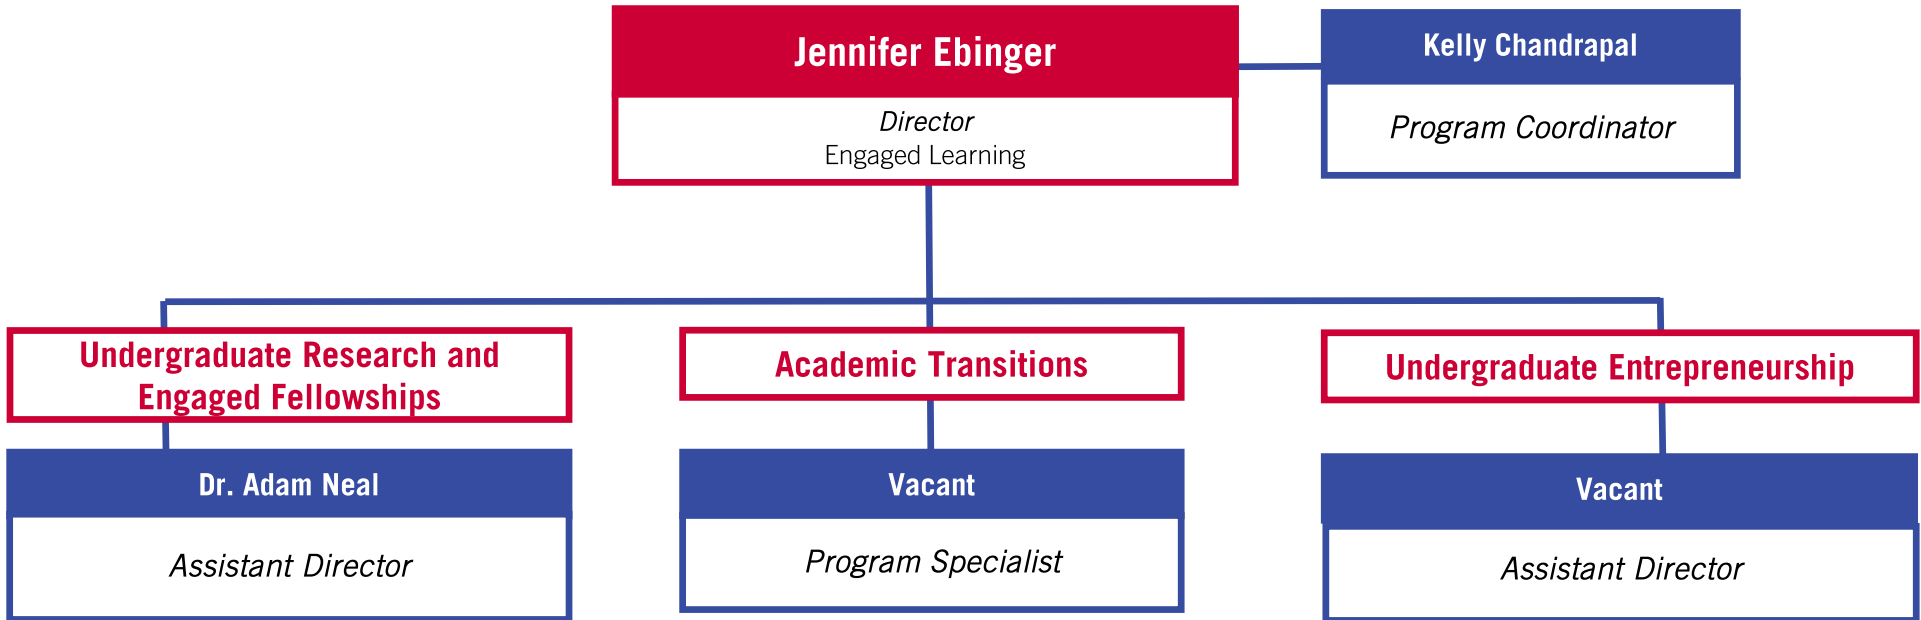 Jennifer Ebinger
Director
Engaged Learning
Kelly Chandrapal
Program Coordinator
Undergraduate Research and
Engaged Fellowships
Dr. Adam Neal
Assistant Director
Academic Transitions
Vacant
Program Specialist
Undergraduate Entrepreneurship
Vacant
Assistant Director